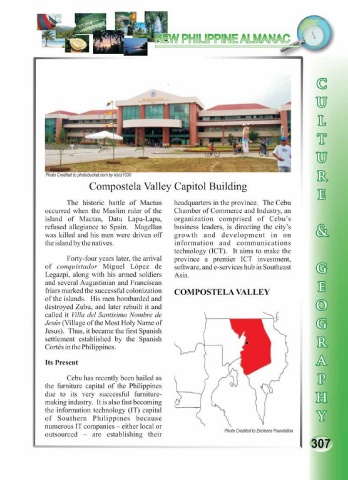 NEW PHILIPPINE ALMANAC
Compostela Valley Capitol Building
The historic battle of Mactan
occurred when the Muslim ruler of the
island of Mactan, Datu Lapu-Lapu,
refused allegiance to Spain. Magellan
was killed and his men were driven off
the island by the natives.
Forty-four years later, the arrival
of conquistador Miguel López de
Legazpi, along with his armed soldiers
and several Augustinian and Franciscan
friars marked the successful colonization
of the islands. His men bombarded and
destroyed Zubu, and later rebuilt it and
called it Villa del Santisimo Nombre de
Jesús (Village of the Most Holy Name of
Jesus). Thus, it became the first Spanish
settlement established by the Spanish
Cortés in the Philippines.
Its Present
Cebu has recently been hailed as
the furniture capital of the Philippines
due to its very successful furniture-
making industry. It is also fast becoming
the information technology (IT) capital
of Southern Philippines because
numerous IT companies – either local or
outsourced – are establishing their
headquarters in the province. The Cebu
Chamber of Commerce and Industry, an
organization comprised of Cebu's
business leaders, is directing the city's
growth and development in on
information and communications
technology (ICT). It aims to make the
province a premier ICT investment,
software, and e-services hub in Southeast
Asia.
COMPOSTELA VALLEY
Photo Credited to Enchare Foundation
CULTURE & GEOGRAPHY
307